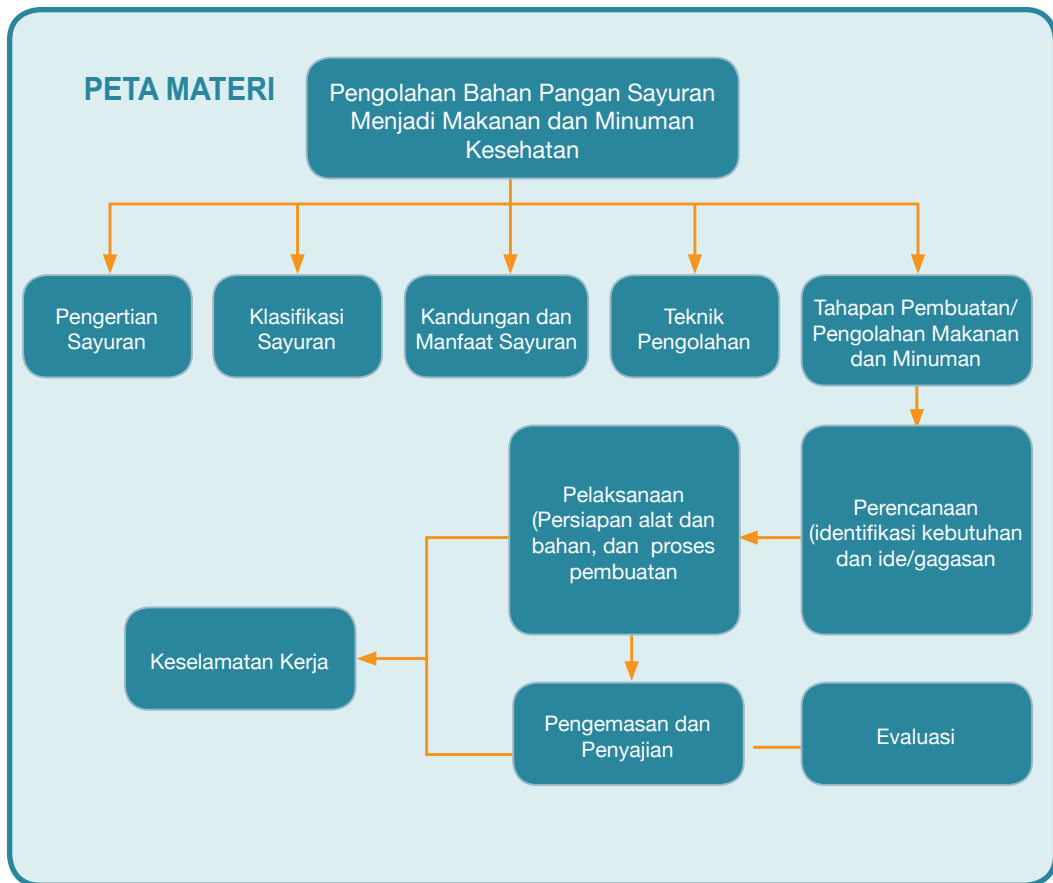 PETA MATERI
Pengolahan Bahan Pangan Sayuran
Menjadi Makanan dan Minuman
Kesehatan
Pengertian
Sayuran
Klasifikasi
Sayuran
Kandungan dan
Manfaat Sayuran
Teknik
Pengolahan
Tahapan Pembuatan/
Pengolahan Makanan
dan Minuman
Pelaksanaan
(Persiapan alat dan
bahan, dan proses
pembuatan
Perencanaan
(identifikasi kebutuhan
dan ide/gagasan
Keselamatan Kerja
Pengemasan dan
Penyajian
Evaluasi